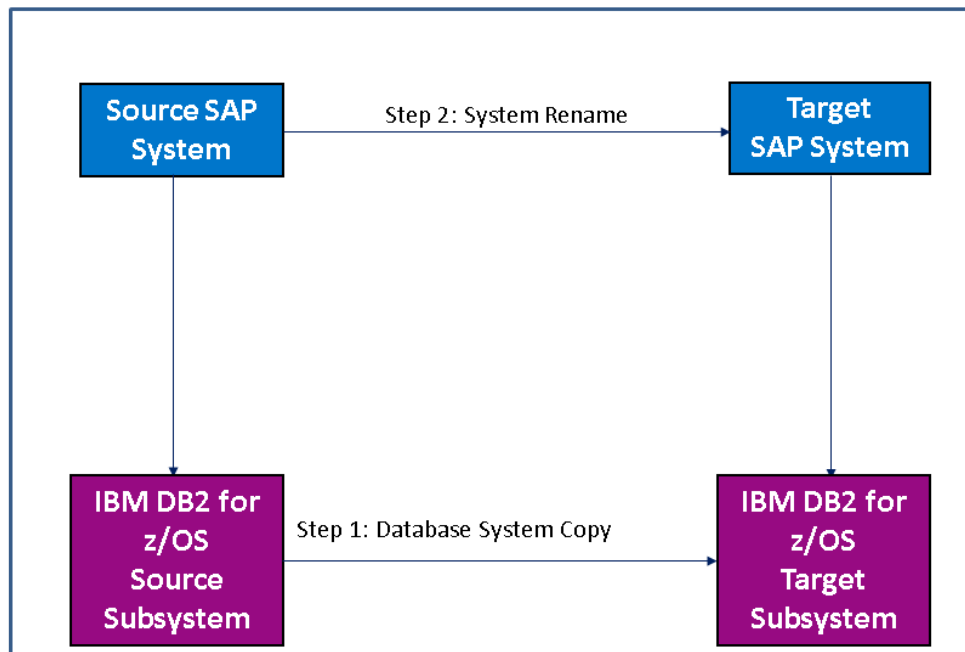 Source SAP
System
Step 2: System Rename
Target
SAP System
IBM DB2 for
z/OS
Source
Subsystem
Step 1: Database System Copy
IBM DB2 for
z/OS
Target
Subsystem